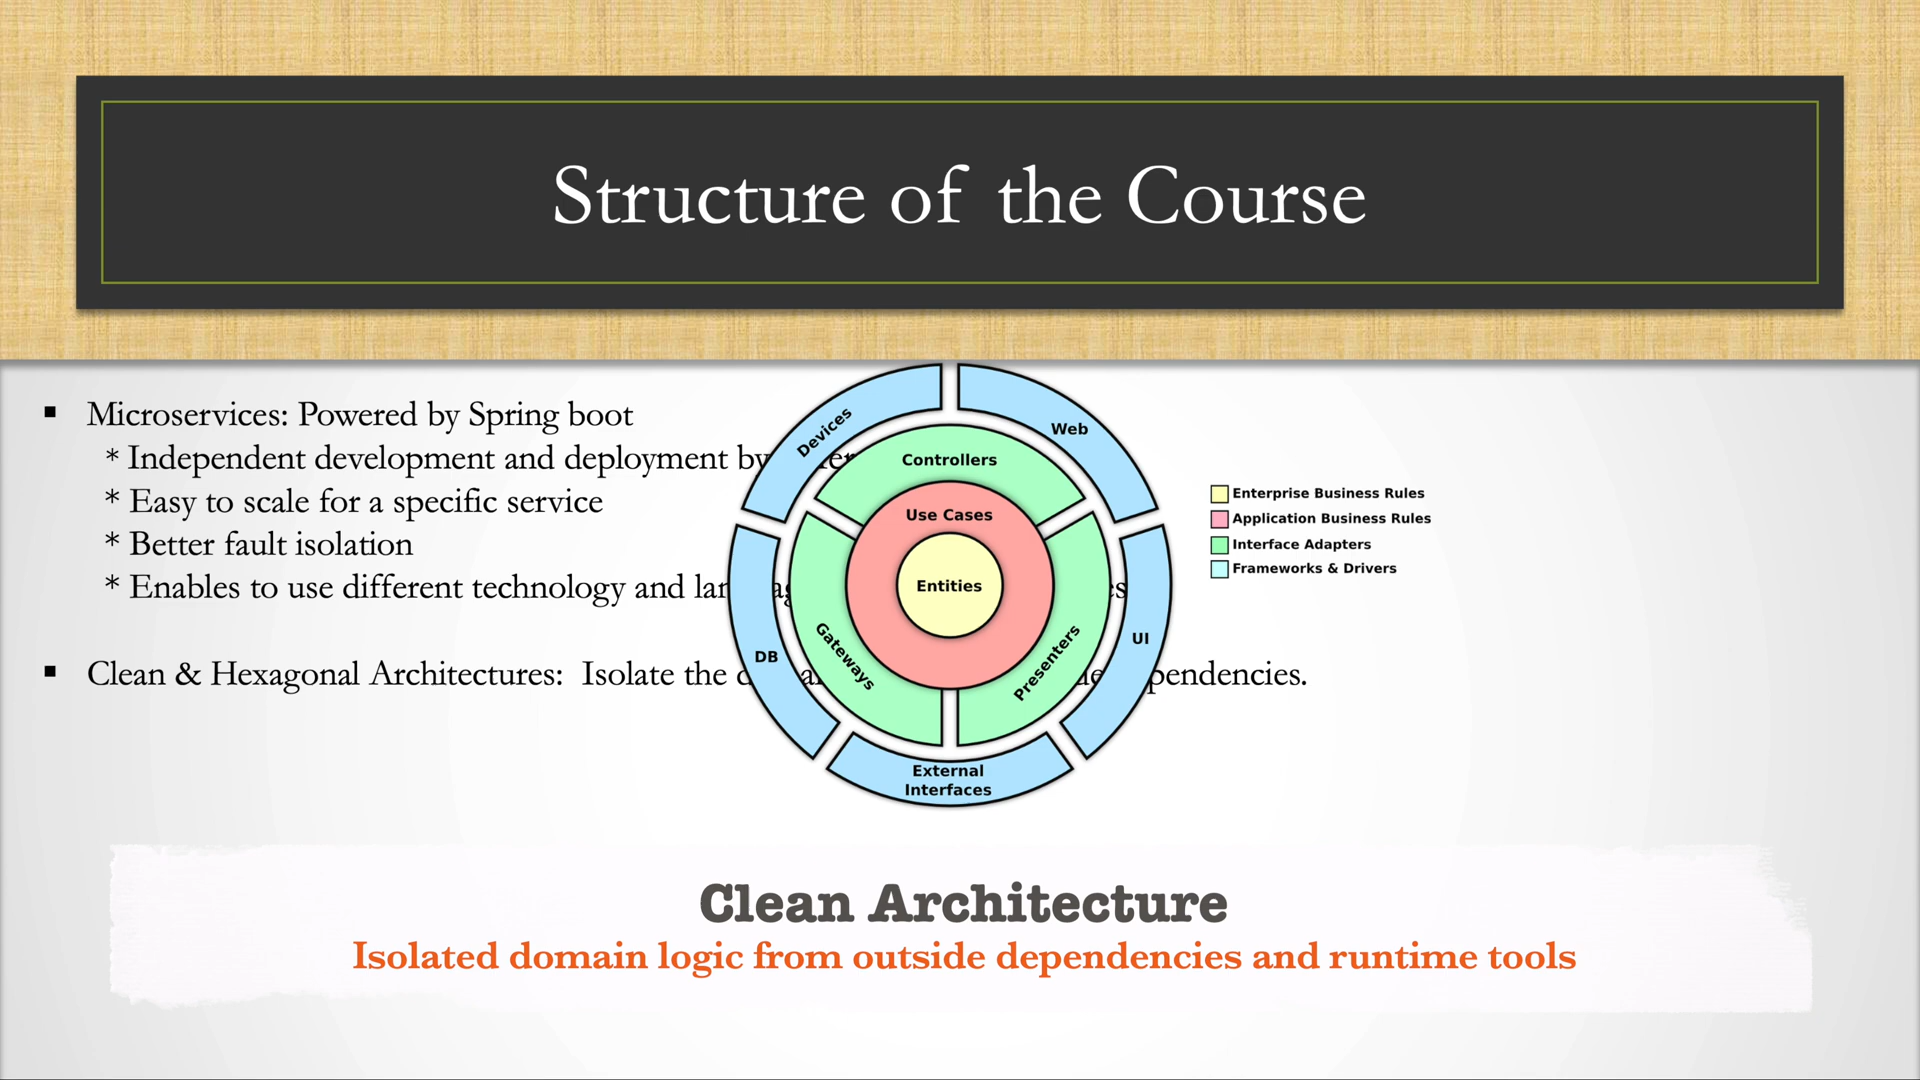 Structure of the Course
▪ Microservices: Powered by Spring boot
* Independent development and deployment by
* Easy to scale for a specific service
* Better fault isolation
* Enables to use different technology and
▪ Clean & Hexagonal Architectures: Isolate the
Devices
Web
Controllers
Use Cases
Entities
Gateways
Presenters
DB
UI
External
Interfaces
Enterprise Business Rules
Application Business Rules
Interface Adapters
Frameworks & Drivers
Clean Architecture
Isolated domain logic from outside dependencies and runtime tools